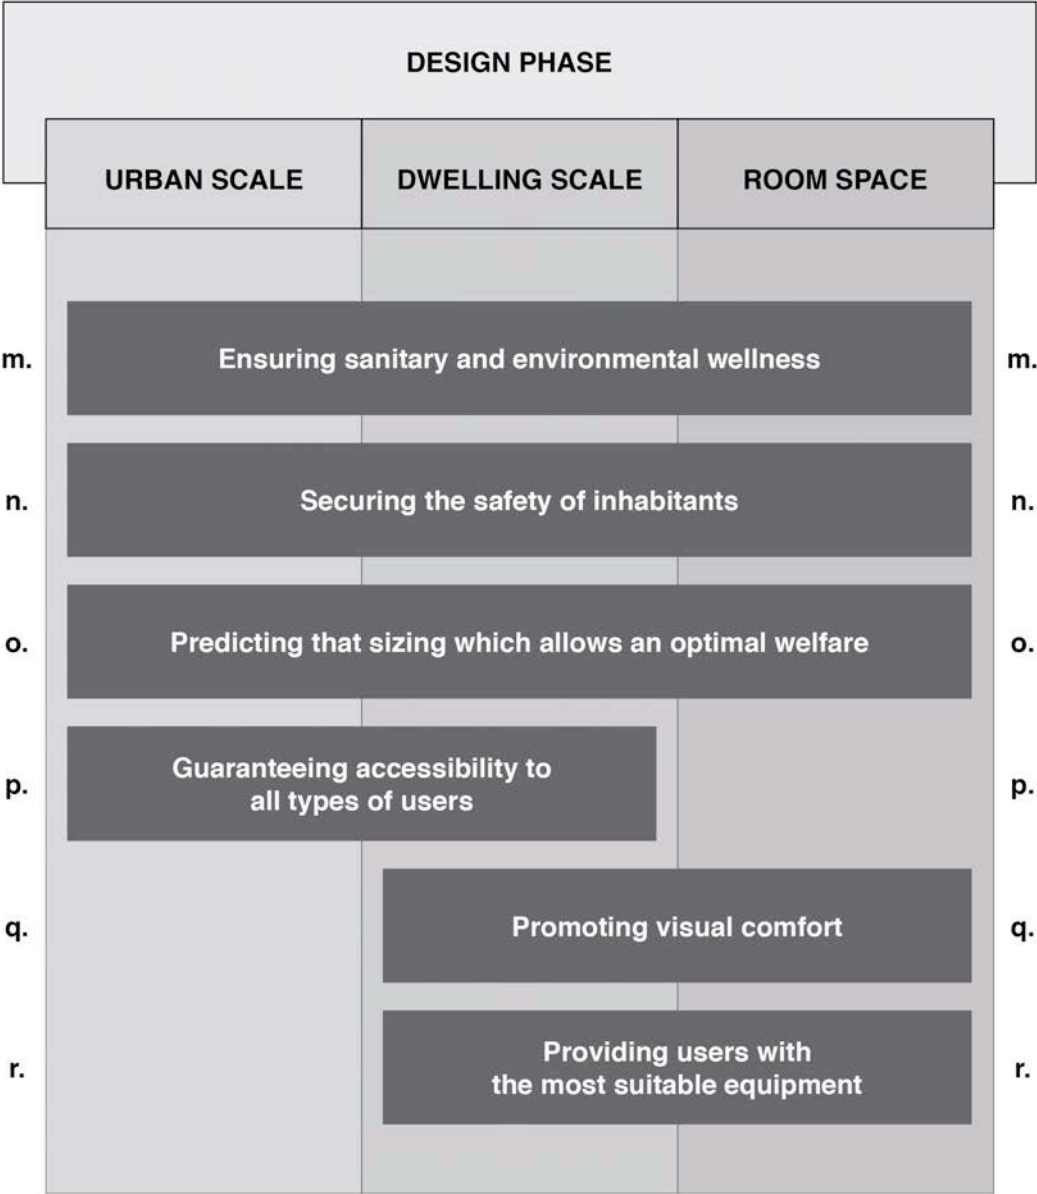 DESIGN PHASE
URBAN SCALE DWELLING SCALE ROOM SPACE
m. Ensuring sanitary and environmental wellness m.
n. Securing the safety of inhabitants n.
o. Predicting that sizing which allows an optimal welfare o.
p. Guaranteeing accessibility to
all types of users p.
q. Promoting visual comfort q.
r. Providing users with
the most suitable equipment r.